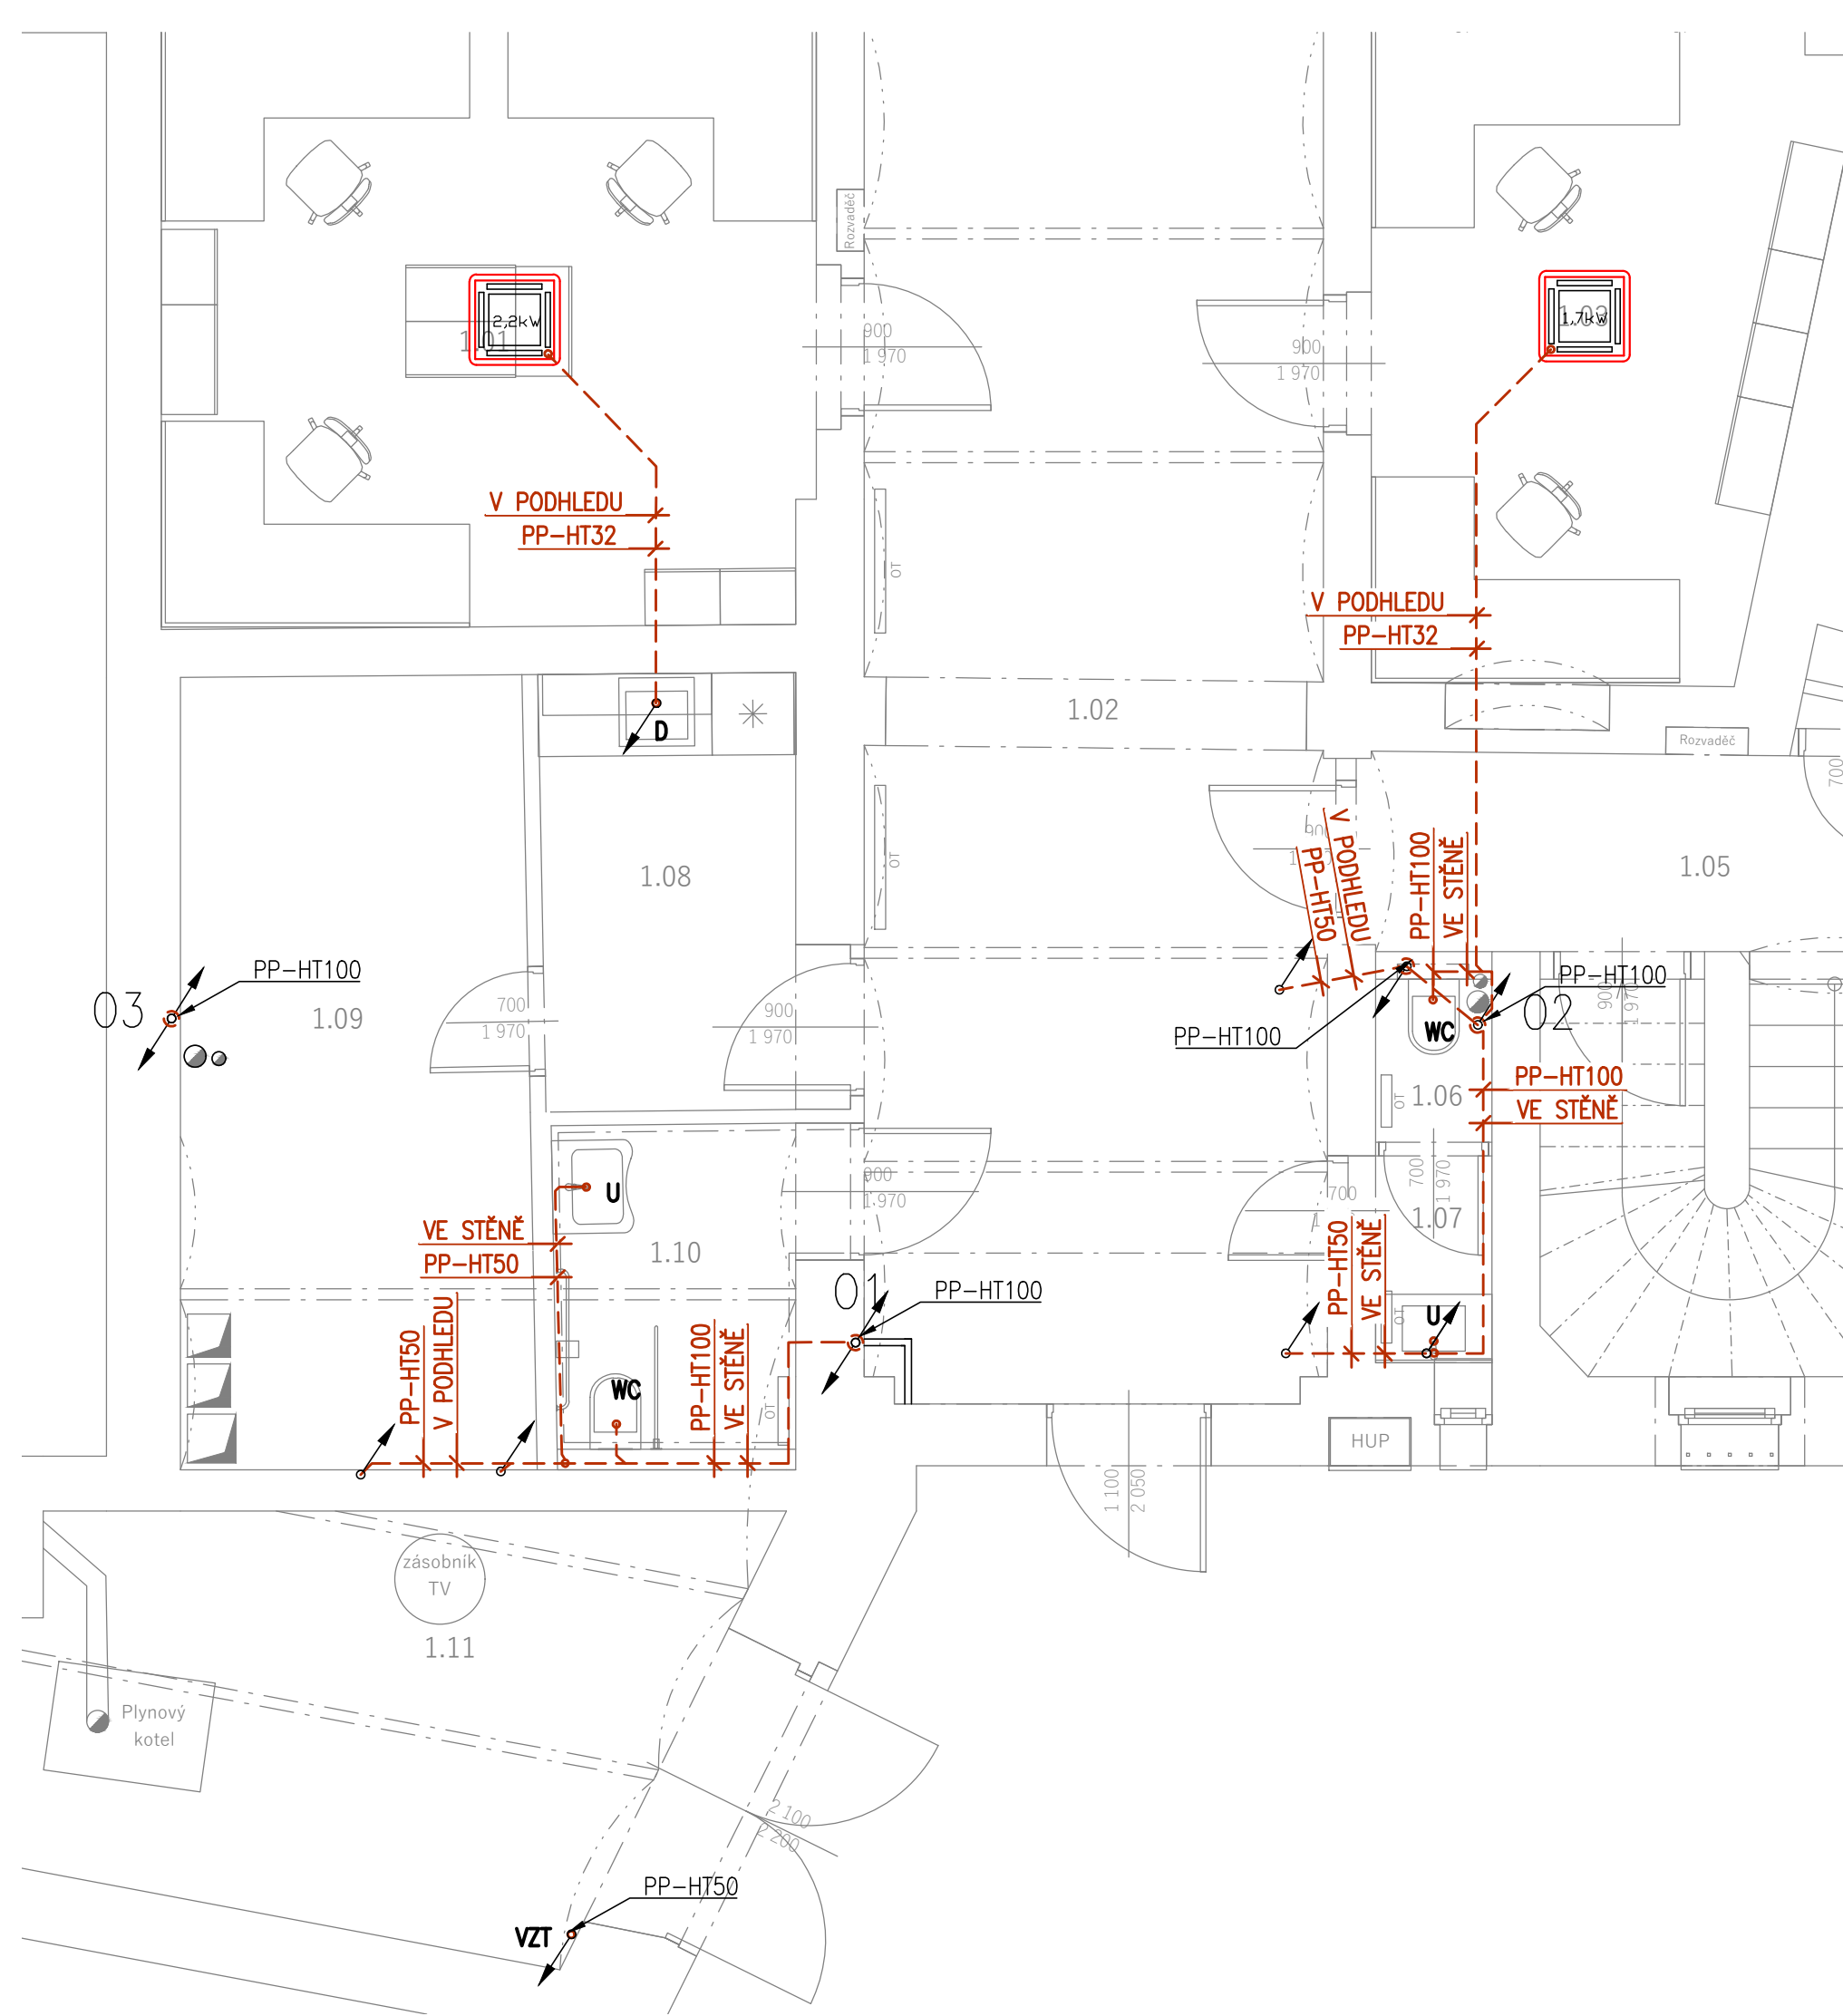 Rozvaděč
2,2kW
1.01
1,7kW
1.03
900
1 970
900
1 970
V PODHLEDU
PP-HT32
OT
V PODHLEDU
PP-HT32
1.02
D
Rozvaděč
700
1.08
OT
900
V PODHLEDU
PP-HT50
PP-HT100
VE STĚNĚ
1.05
03
PP-HT100
1.09
700
1 970
900
1 970
PP-HT100
WC
PP-HT100
02
900
1 970
1.06
OT
PP-HT100
VE STĚNĚ
U
900
1 970
700
700
1 970
1.07
VE STĚNĚ
PP-HT50
1.10
01
PP-HT100
PP-HT50
VE STĚNĚ
OT
U
PP-HT50
V PODHLEDU
WC
PP-HT100
VE STĚNĚ
OT
HUP
1 100
2 050
zásobník
TV
1.11
Plynový
kotel
2 100
2 200
PP-HT50
VZT